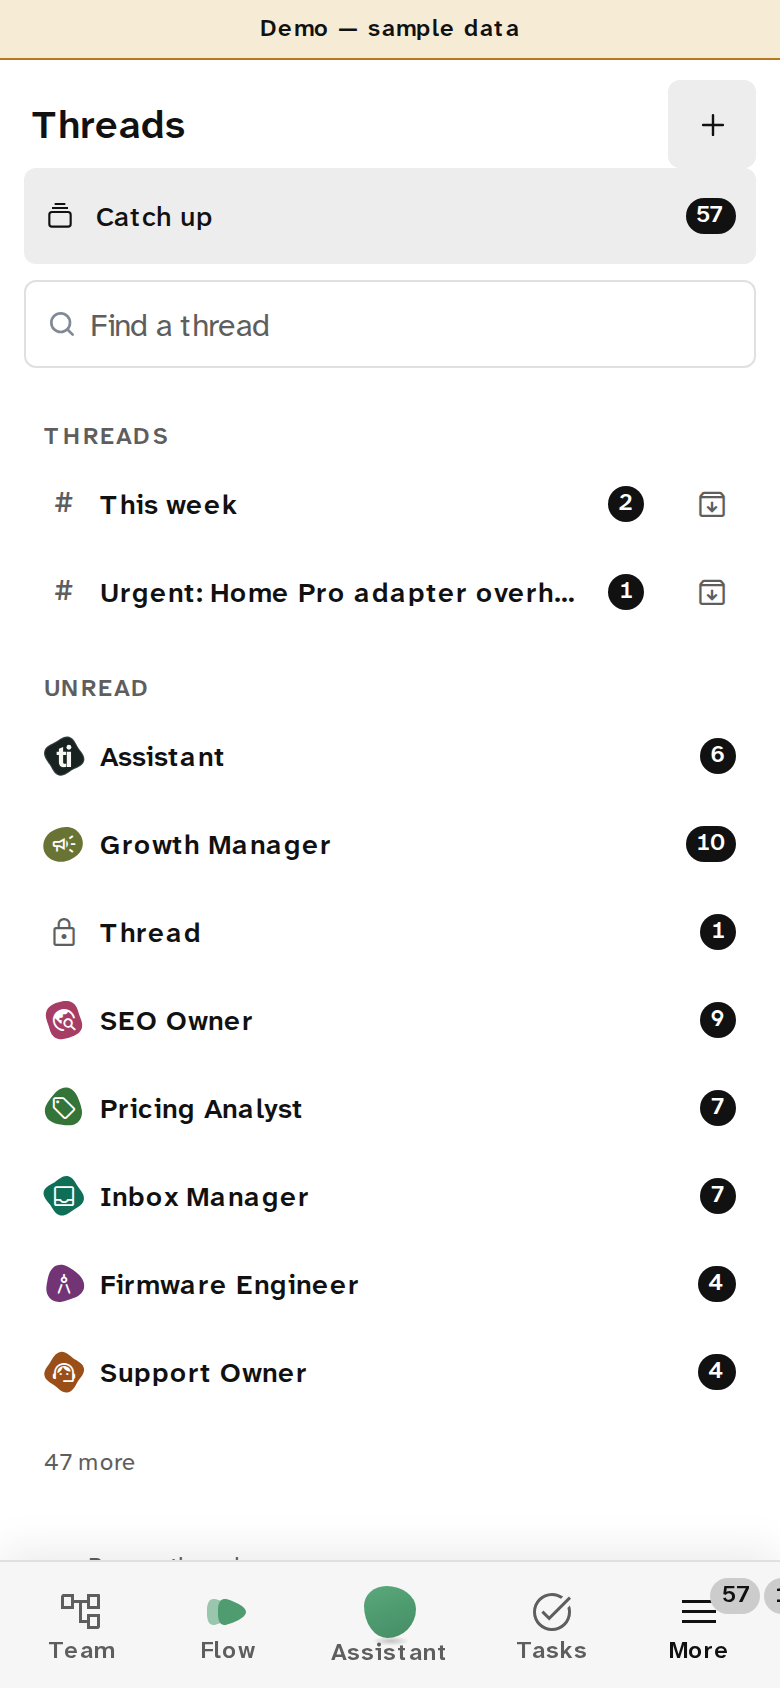 Demo — sample data
Threads
Catch up 57
Find a thread
THREADS
# This week 2
# Urgent: Home Pro adapter overh... 1
UNREAD
ti Assistant 6
Growth Manager 10
Thread 1
SEO Owner 9
Pricing Analyst 7
Inbox Manager 7
Firmware Engineer 4
Support Owner 4
47 more
57
Team Flow Assistant Tasks More